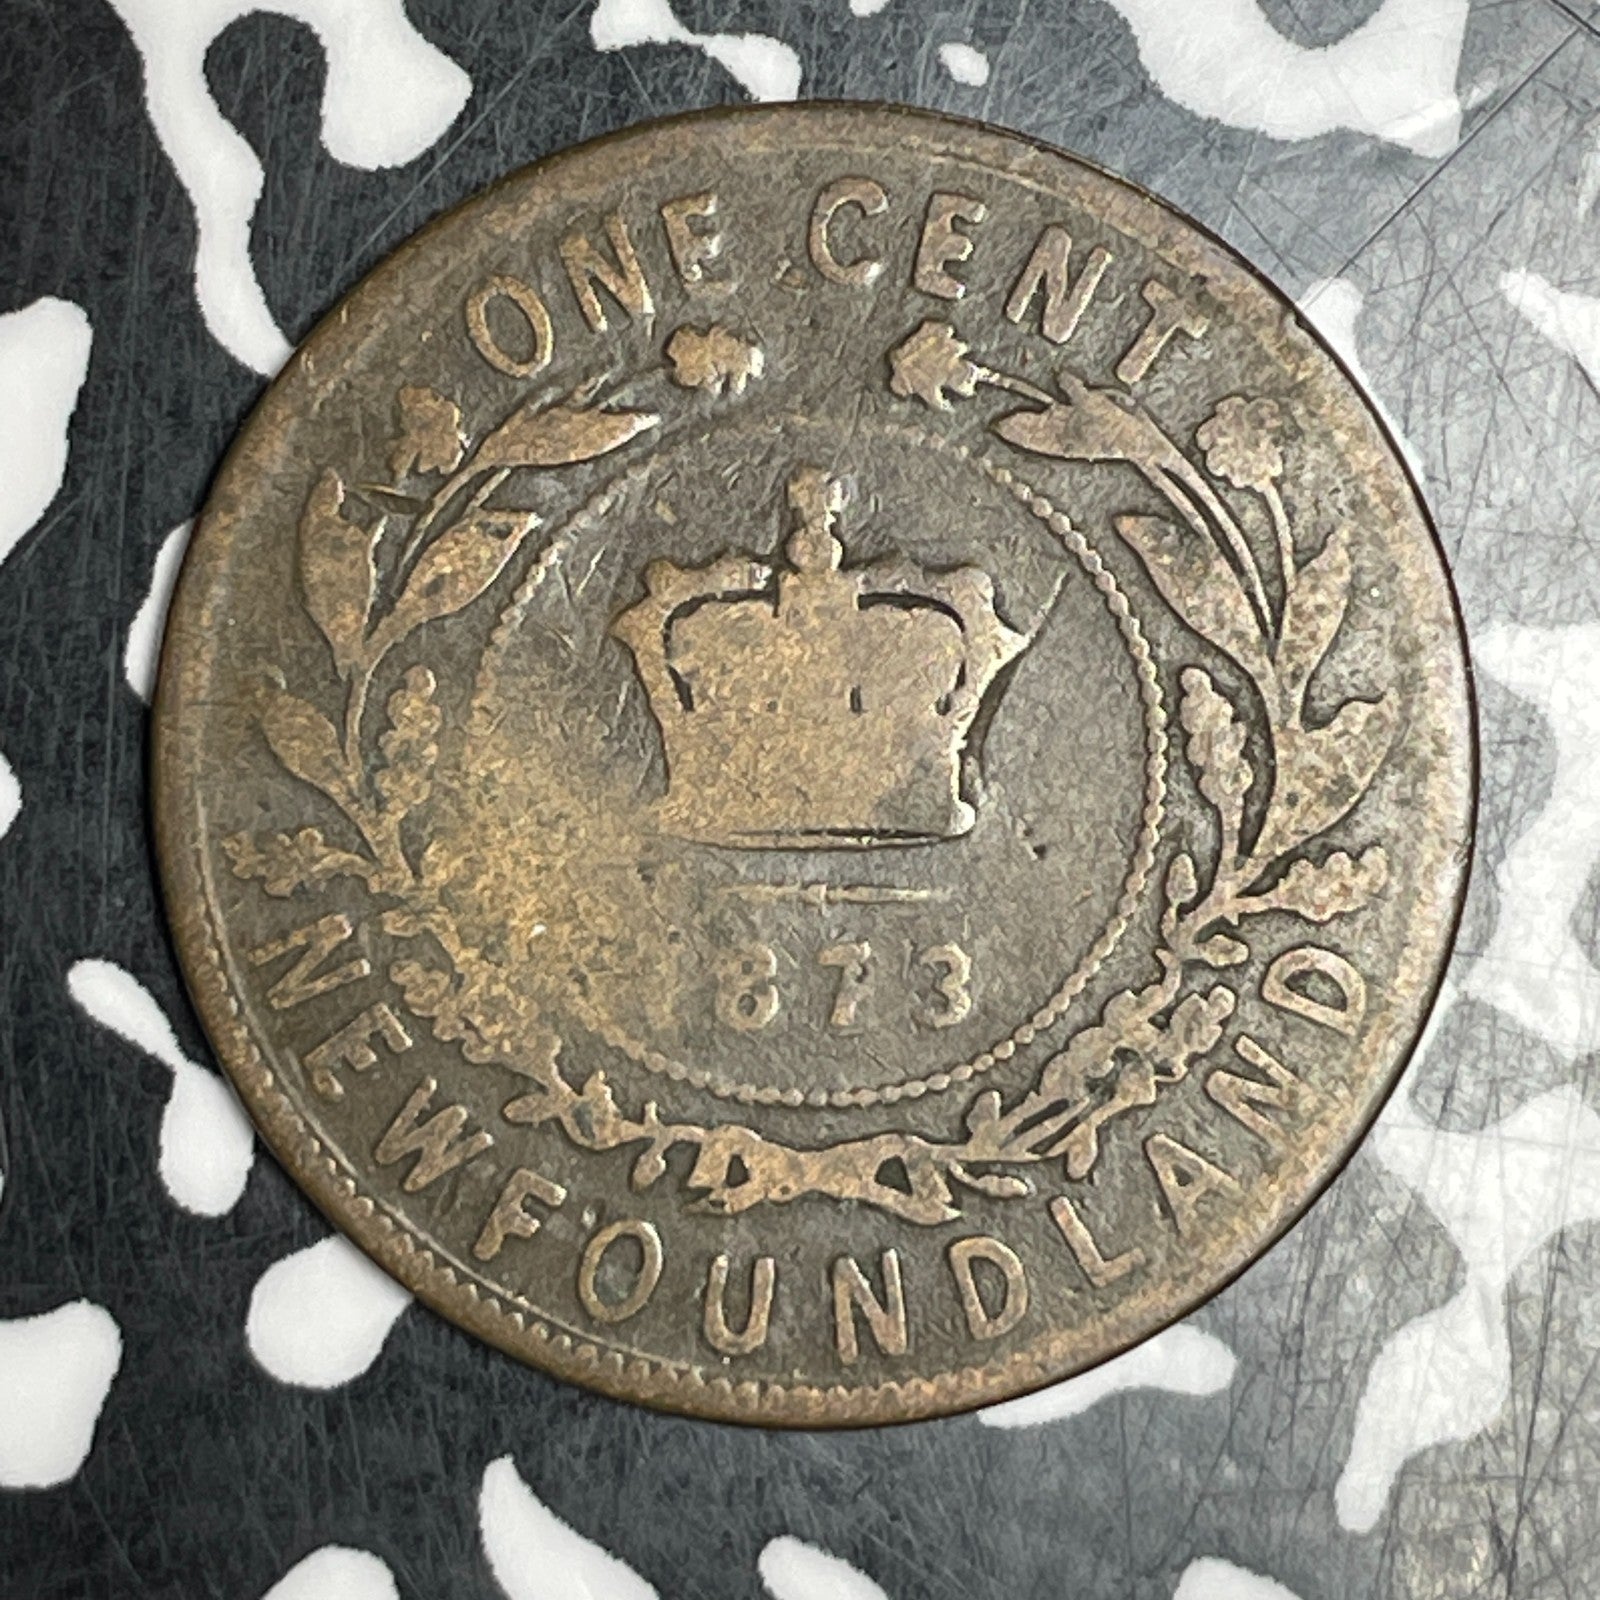 ONE CENT
873
NEWFOUNDLAND